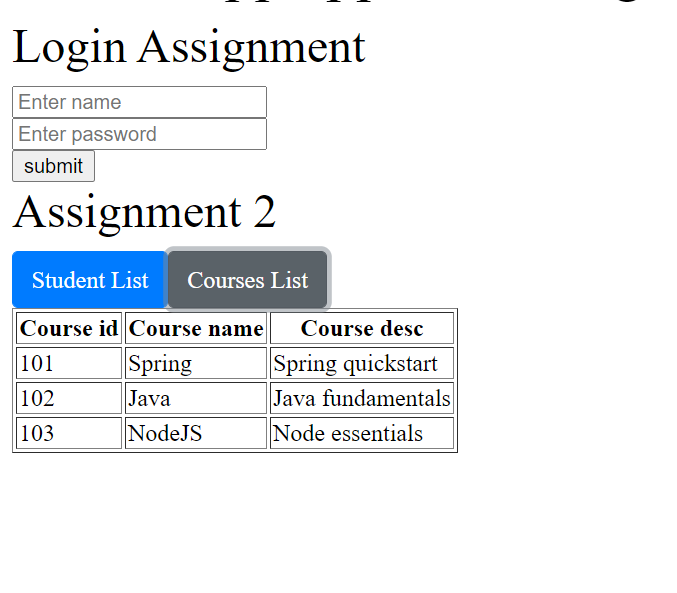 Login Assignment
Enter name
Enter password
submit
Assignment 2
Student List Courses List
Course id Course name Course desc
101 Spring Spring quickstart
102 Java Java fundamentals
103 NodeJS Node essentials